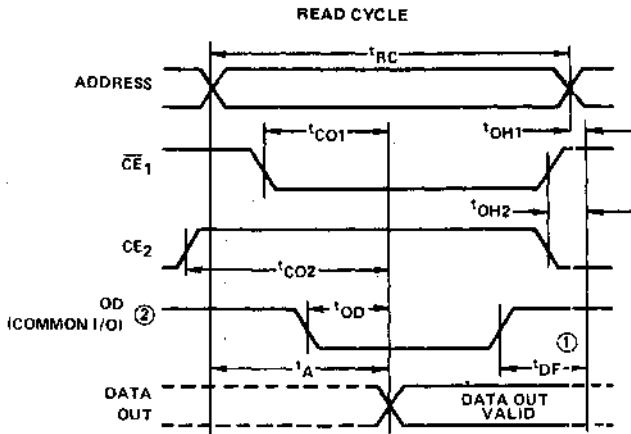 READ CYCLE
tRC
ADDRESS
tCO1
tOH1
CE1
tOH2
CE2
tCO2
OD
(COMMON I/O) ②
tOD
①
tA
tDF
DATA
OUT
DATA OUT
VALID